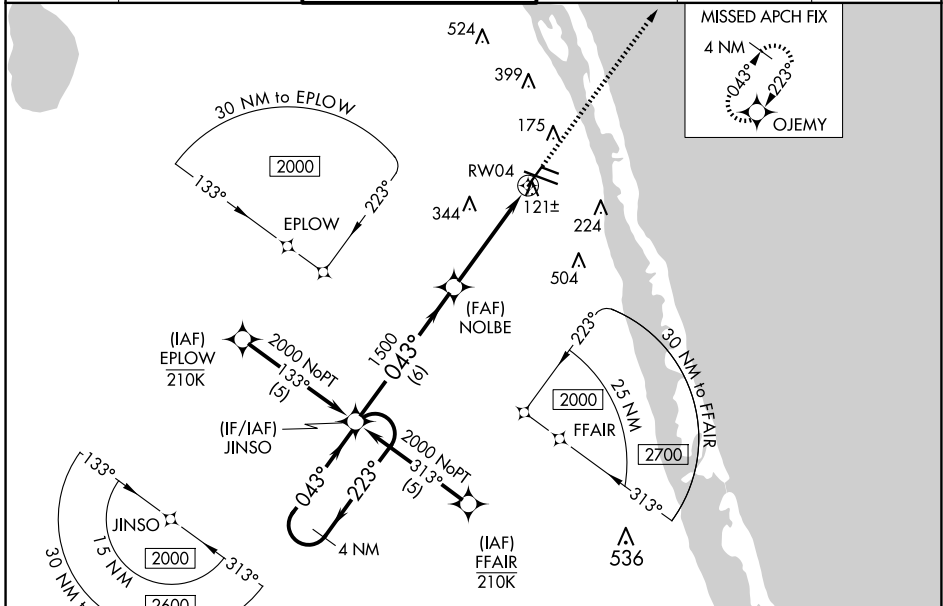 MISSED APCH FIX
4 NM
043°
223°
OJEMY
524
399
175
RW04
121±
344
224
504
30 NM to EPLOW
2000
133°
223°
EPLOW
(FAF)
NOLBE
1500
043°
(6)
(IAF)
EPLOW
210K
2000 NoPT
133°
(5)
(IF/IAF)
JINSO
2000 NoPT
313°
(5)
043°
223°
4 NM
(IAF)
FFAIR
210K
223°
30 NM to FFAIR
25 NM
2000
FFAIR
2700
313°
536
133°
JINSO
15 NM
2000
313°
30 NM
2600